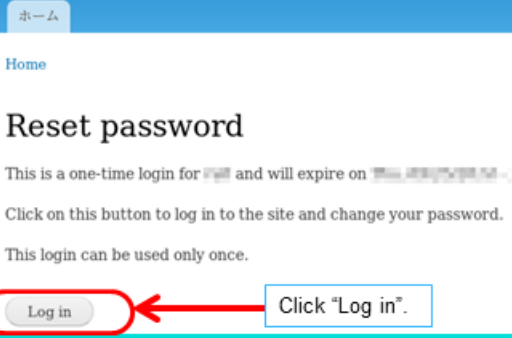 ホーム
Home
Reset password
This is a one-time login for and will expire on
Click on this button to log in to the site and change your password.
This login can be used only once.
Log in
Click “Log in”.